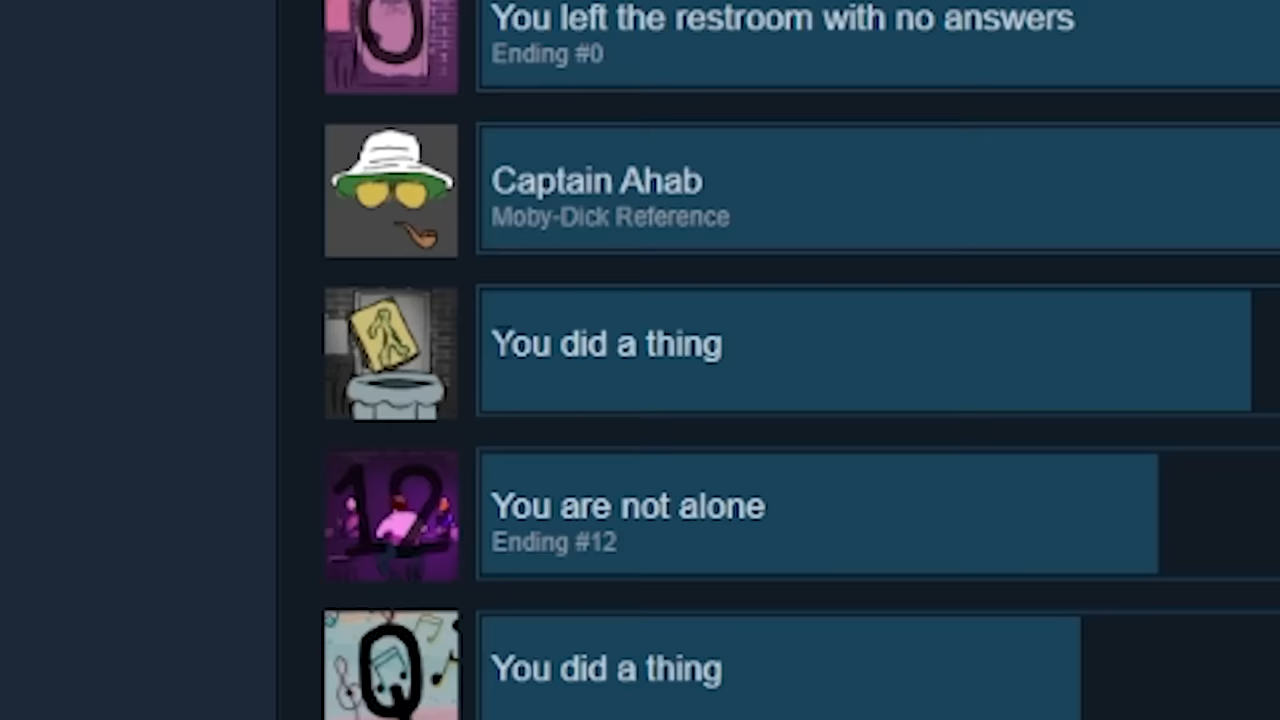 You left the restroom with no answers
Ending #0
Captain Ahab
Moby-Dick Reference
You did a thing
12
You are not alone
Ending #12
Q
You did a thing